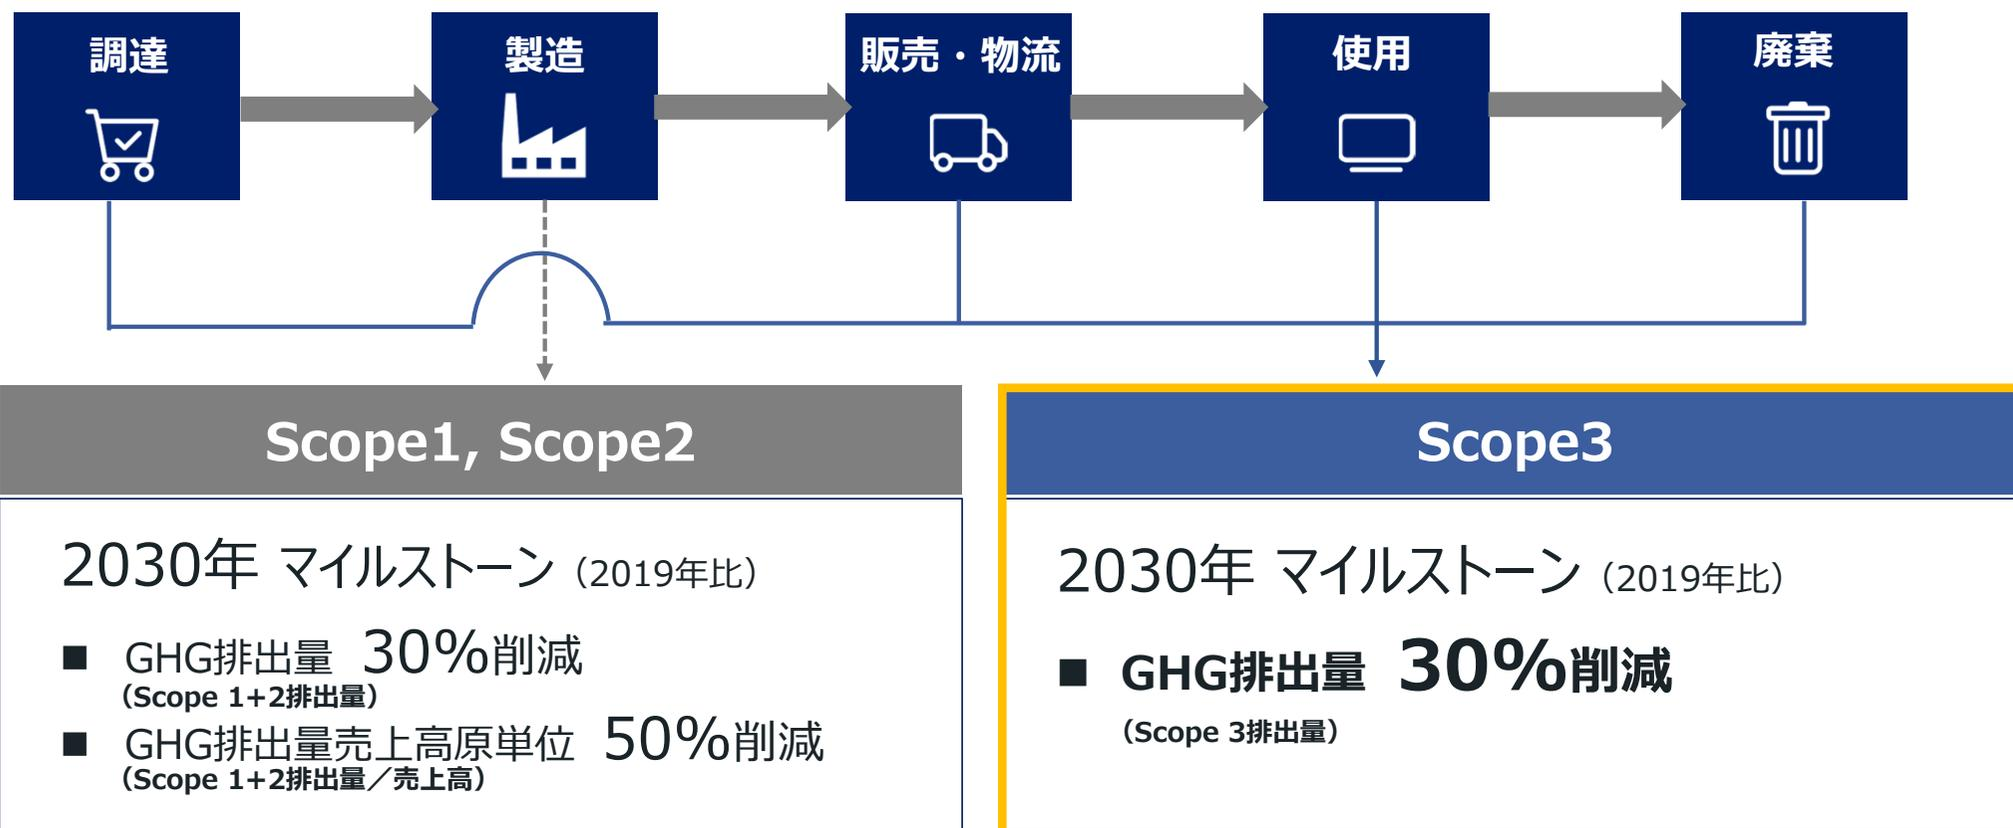 調達
製造
販売・物流
使用
廃棄
Scope1, Scope2
2030年 マイルストーン（2019年比）
■ GHG排出量 30%削減
（Scope 1+2排出量）
■ GHG排出量売上高原単位 50%削減
（Scope 1+2排出量／売上高）
Scope3
2030年 マイルストーン（2019年比）
■ GHG排出量 30%削減
（Scope 3排出量）